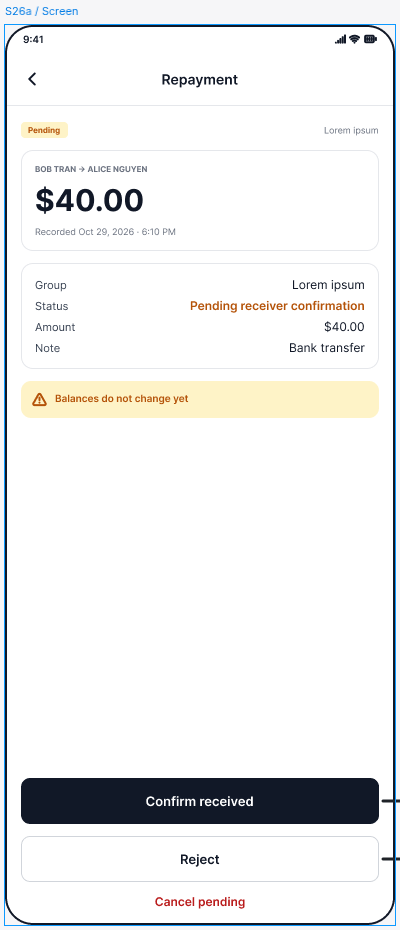 S26a / Screen
9:41
Repayment
Pending
Lorem ipsum
BOB TRAN → ALICE NGUYEN
$40.00
Recorded Oct 29, 2026 · 6:10 PM
Group Lorem ipsum
Status Pending receiver confirmation
Amount $40.00
Note Bank transfer
Balances do not change yet
Confirm received
Reject
Cancel pending